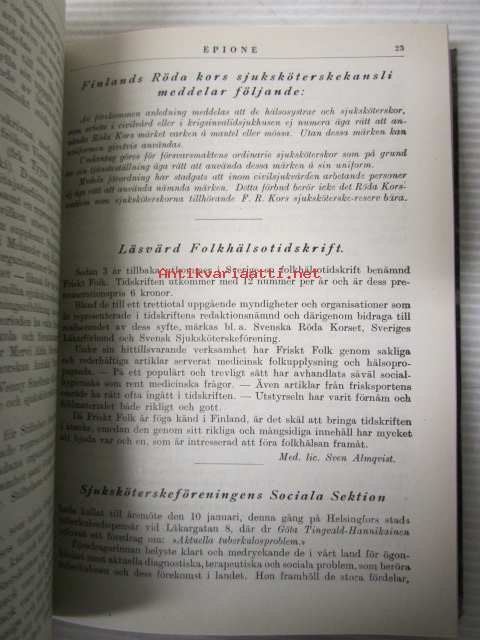 EPIONE 25
Finlands Röda kors sjuksköterskekansli
meddelar följande:
Av förekommen anledning meddelas att de hälsosystrar och sjuksköterskor,
som arbeta i civilvård eller i krigsinvalidsjukhusen ej numera äga rätt att an-
vända Röda Kors märket varken å mantel eller mössa. Utan dessa märken kan
uniformen givetvis användas.
Undantag göres för försvarsmaktens ordinarie sjuksköterskor som på grund
av sin tjänsteställning äga rätt att använda dessa märken å sin uniform.
förordning har stadgats att inom civilsjukvården arbetande personer
ej äga rätt att använda nämnda märken. Detta förbud berör icke det Röda Kors-
som sjuksköterskorna tillhörande F. R. Kors sjuksköterske-reserv bära.
Läsvärd Folkhälsotidskrift.
Sedan 3 år tillbaka utkommer i Sverige en folkhälsotidskrift benämnd
Friskt Folk. Tidskriften utkommer med 12 nummer per år och är dess pre-
numerationspris 6 kronor.
Bland de till ett trettiotal uppgående myndigheter och organisationer som
är representerade i tidskriftens redaktionsnämnd och därigenom bidraga till
realiserandet av dess syfte, märkas bl. a. Svenska Röda Korset, Sveriges
Läkarförbund och Svensk Sjuksköterskeförening.
Under sin hittillsvarande verksamhet har Friskt Folk genom sakliga
och vederhäftiga artiklar serverat medicinsk folkupplysning och hälsopro-
paganda. — På ett populärt och trevligt sätt har avhandlats såväl social-
hygieniska som rent medicinska frågor. — Även artiklar från frisksportens
område ha rätt ofta ingått i tidskriften. — Utstyrseln har varit förnäm och
bildmaterialet både rikligt och gott.
Då Friskt Folk är föga känd i Finland, är det skäl att bringa tidskriften
i åtanke, emedan den genom sitt rikliga och mångsidiga innehåll har mycket
att bjuda var och en, som är intresserad att föra folkhälsan framåt.
Med. lic. Sven Almqvist.
Sjuksköterskeföreningens Sociala Sektion
hade kallat till årsmöte den 10 januari, denna gång på Helsingfors stads
tuberkulosdispensär vid Läkargatan 8, där dr Göta Tingvald-Hannikainen
höll ett föredrag om: »Aktuella tuberkulosproblem.»
Föredragarinnan belyste klart och medryckande de i vårt land för ögon-
blicket mest aktuella diagnostiska, terapeutiska och sociala problem, som beröra
tuberkulosen och dess förekomst i landet. Hon framhöll de stora fördelar,
Antikvariaatti.net